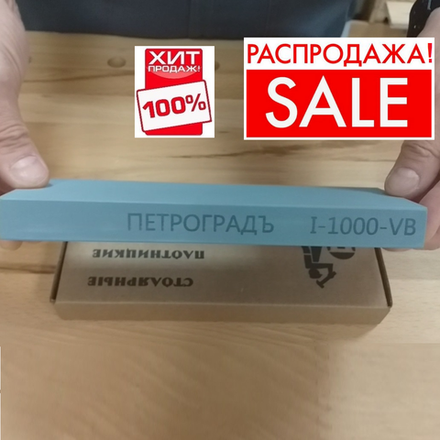 ХИТ
ПРОДАЖ!
100%
РАСПРОДАЖА!
SALE
ПЕТРОГРАДЪ I-1000-VB
ПЛОТНИЦКИЕ
СТОЛЯРНЫЕ